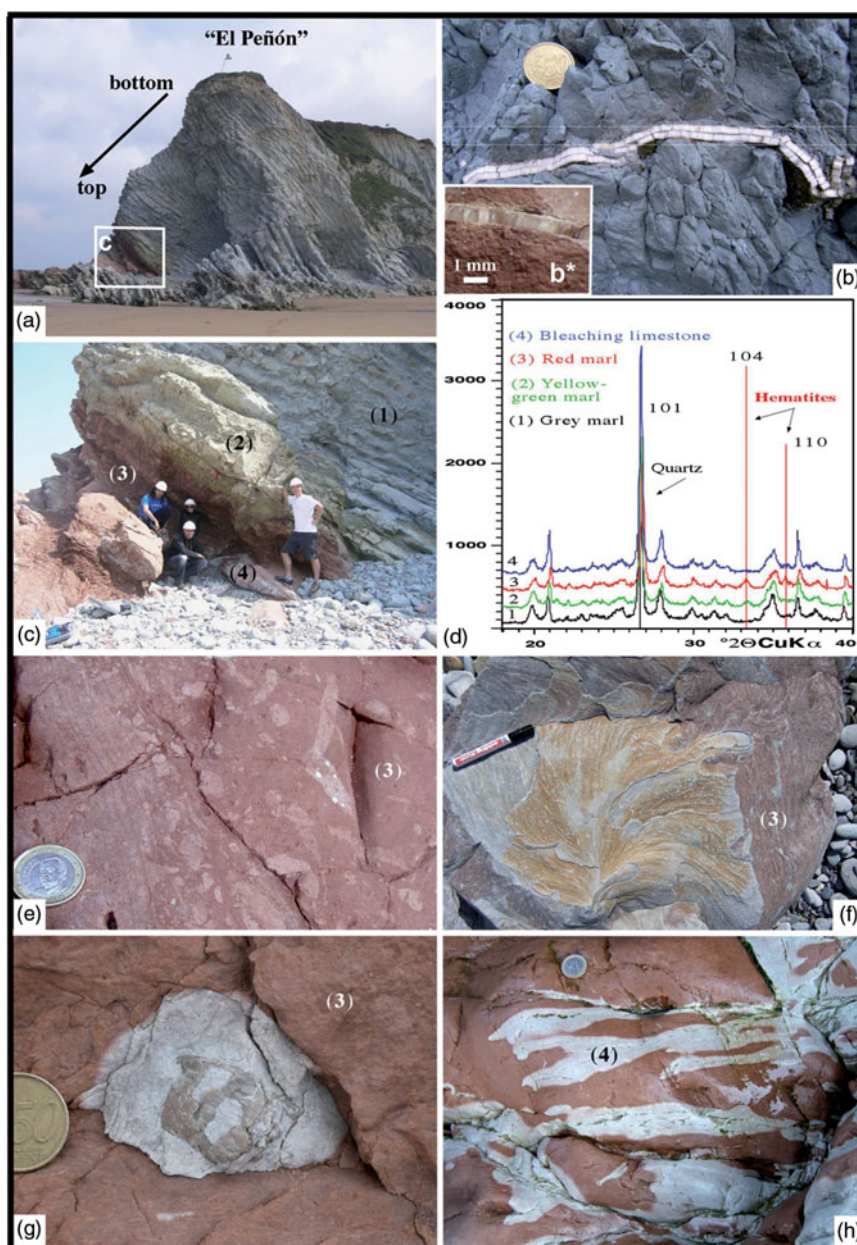 “El Peñón”
bottom
top
c
(a)
b*
1 mm
(b)
(1)
(2)
(3)
(4)
(c)
4000
3000
2000
1000
(4) Bleaching limestone
(3) Red marl
(2) Yellow-
green marl
(1) Grey marl
104
Hematites
101
110
Quartz
4
3
2
1
20
30
40
°2ΘCuKα
(d)
(3)
(e)
(3)
(f)
(3)
50
(g)
(4)
(h)